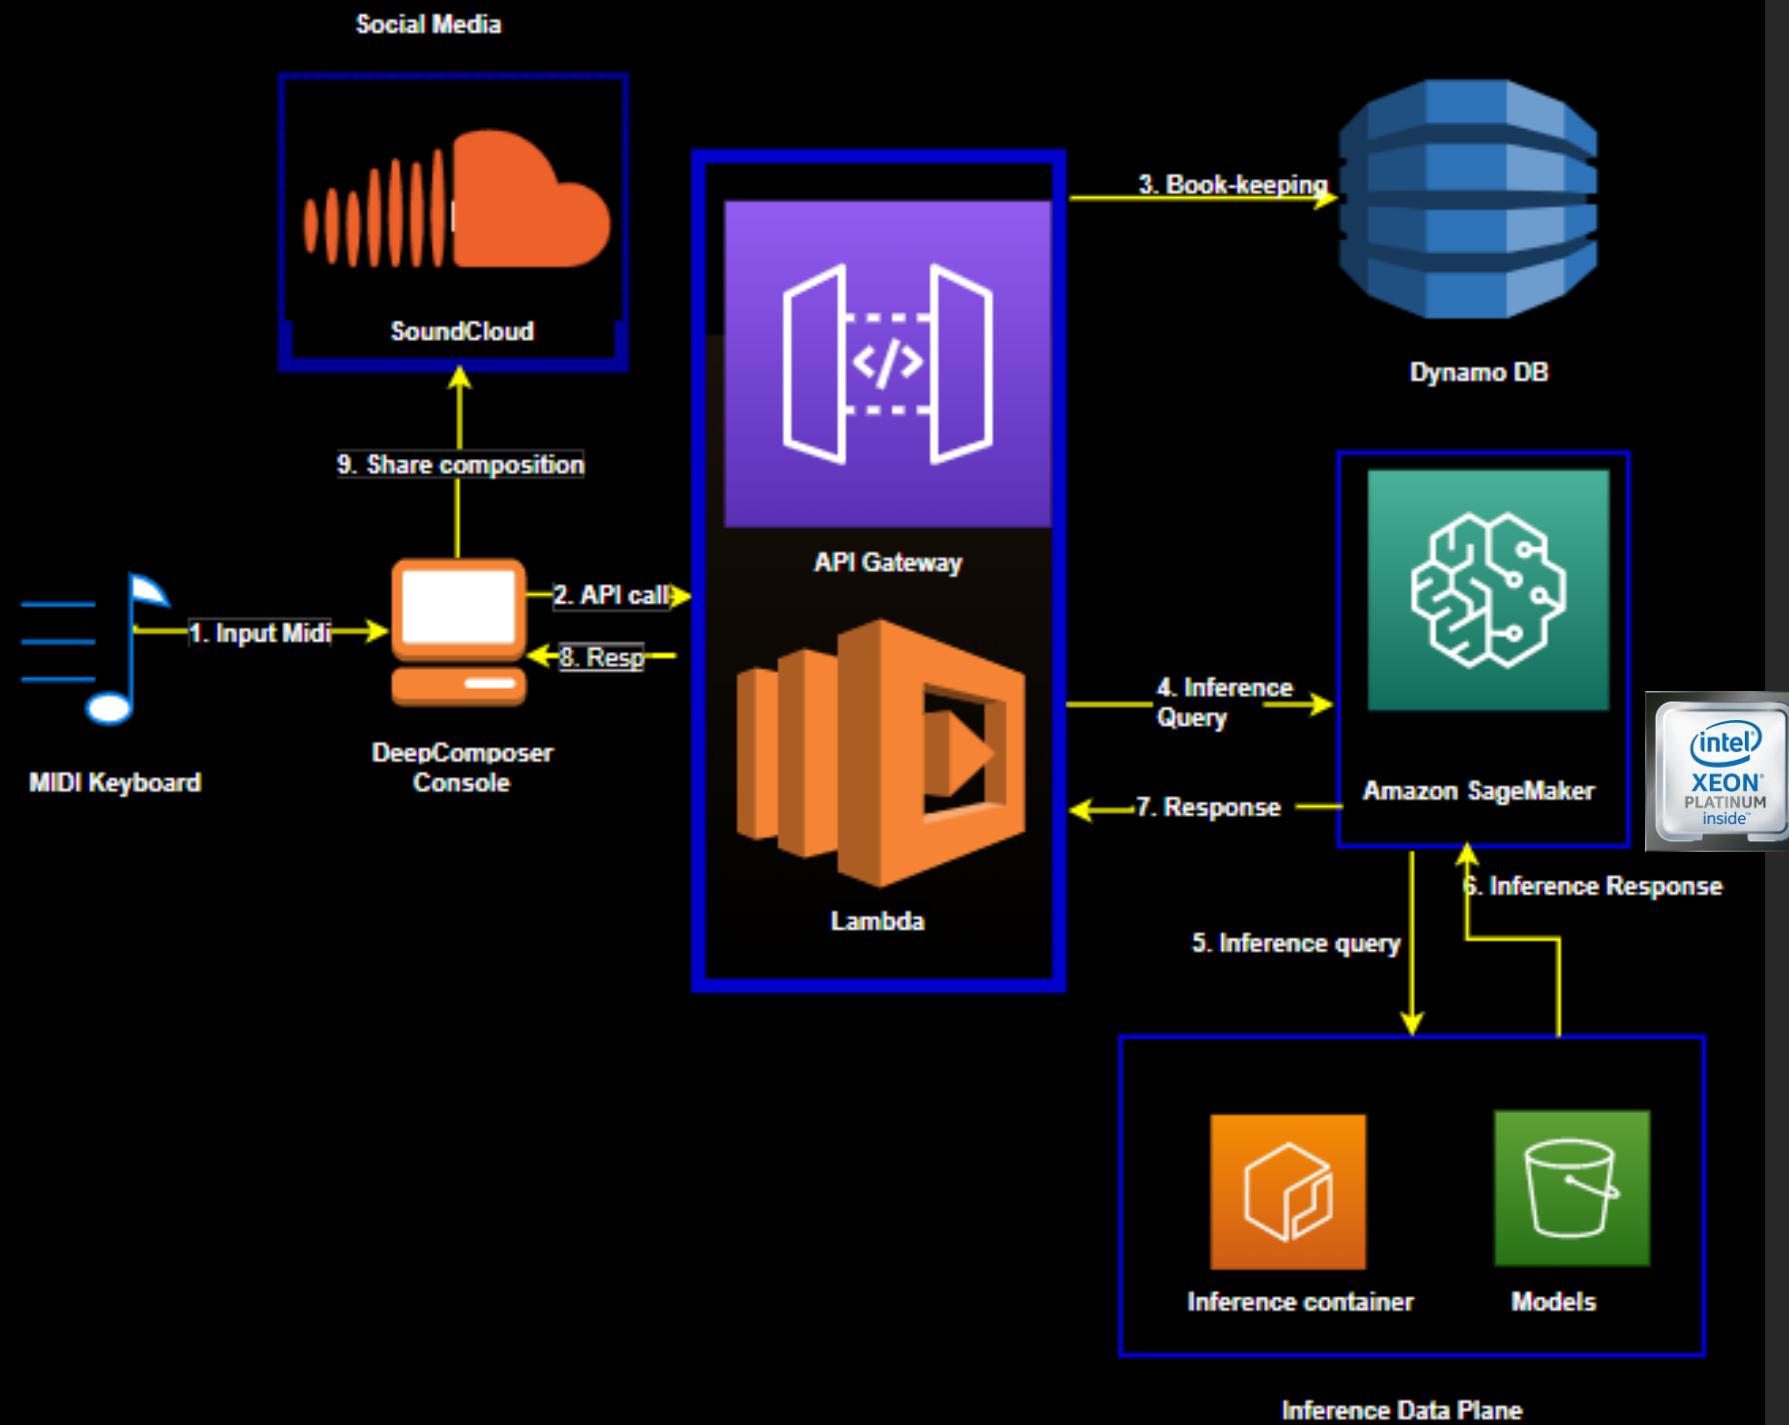 Social Media
SoundCloud
9. Share composition
1. Input Midi
MIDI Keyboard
DeepComposer
Console
2. API call
8. Resp
API Gateway
Lambda
3. Book-keeping
Dynamo DB
4. Inference
Query
7. Response
Amazon SageMaker
intel®
XEON®
PLATINUM
inside™
6. Inference Response
5. Inference query
Inference container
Models
Inference Data Plane